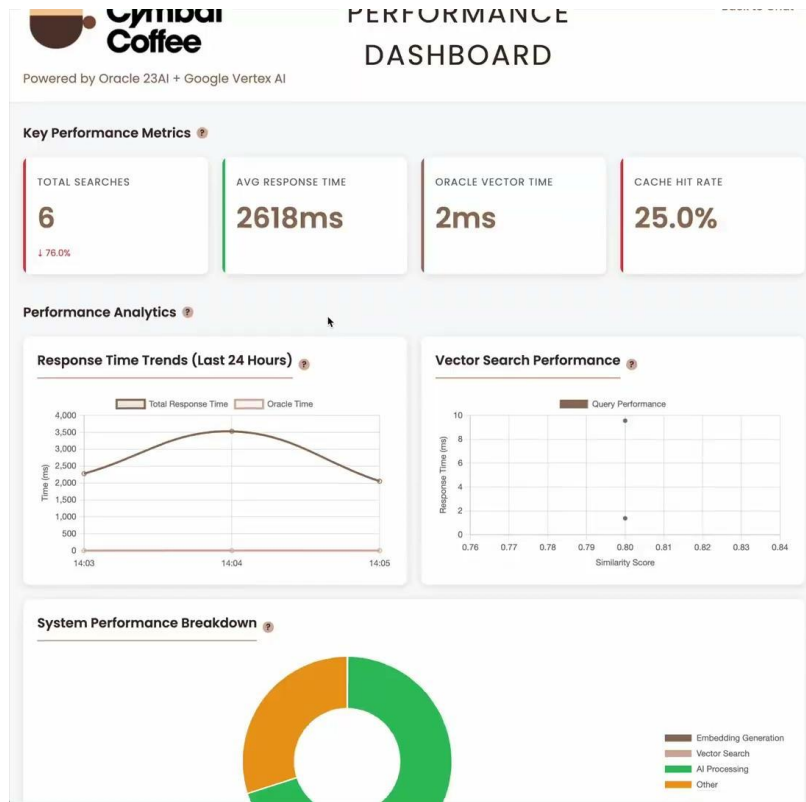 Cymbal
Coffee
PERFORMANCE
DASHBOARD
Powered by Oracle 23AI + Google Vertex AI
Key Performance Metrics ?
TOTAL SEARCHES
6
↓ 76.0%
AVG RESPONSE TIME
2618ms
ORACLE VECTOR TIME
2ms
CACHE HIT RATE
25.0%
Performance Analytics ?
Response Time Trends (Last 24 Hours) ?
Total Response Time Oracle Time
Time (ms)
4,000
3,500
3,000
2,500
2,000
1,500
1,000
500
0
14:03 14:04 14:05
Vector Search Performance ?
Query Performance
Response Time (ms)
10
8
6
4
2
0
0.76 0.77 0.78 0.79 0.80 0.81 0.82 0.83 0.84
Similarity Score
System Performance Breakdown ?
Embedding Generation
Vector Search
AI Processing
Other